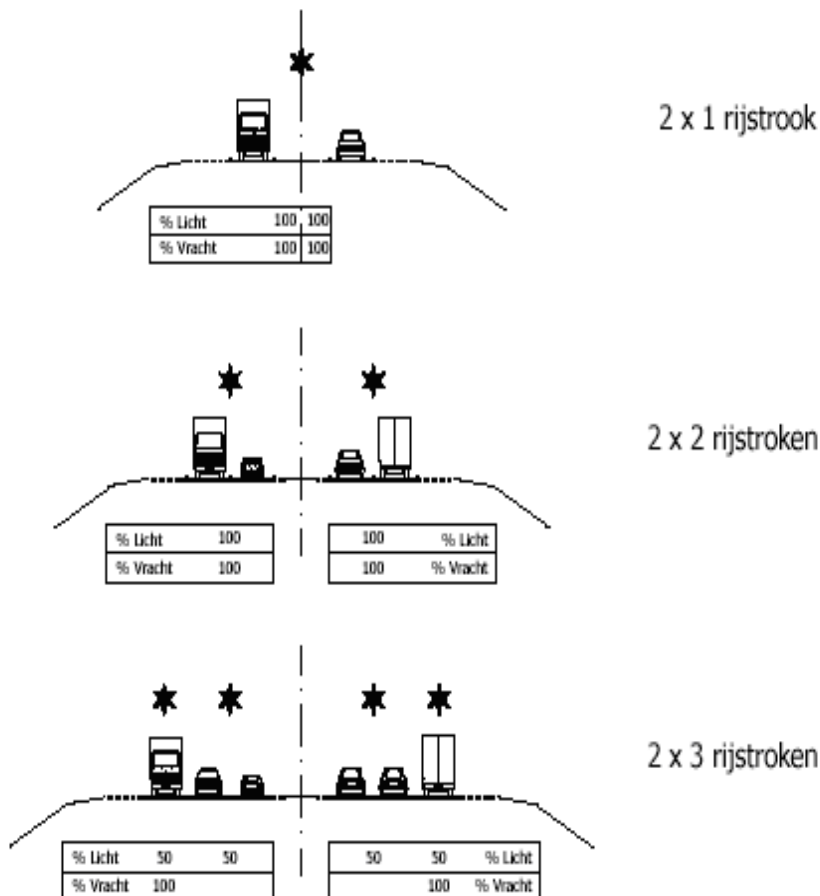 2 x 1 rijstrook
% Licht 100 100
% Vracht 100 100
2 x 2 rijstroken
% Licht 100 100 % Licht
% Vracht 100 100 % Vracht
2 x 3 rijstroken
% Licht 50 50 50 50 % Licht
% Vracht 100 100 % Vracht